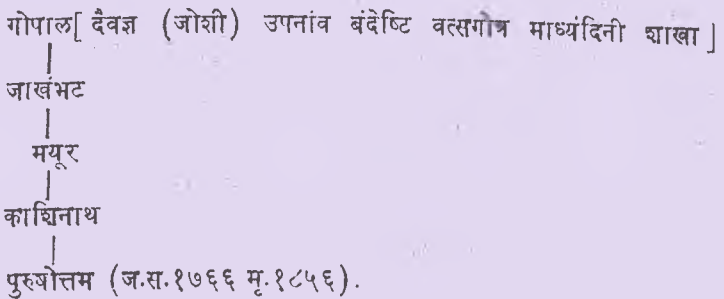 गोपाल[ दैवज्ञ (जोशी) उपनांव बंदेष्टि वत्सगोत्र माध्यंदिनी शाखा ]
जाखंभट
मयूर
काशिनाथ
पुरुषोत्तम (ज.स.१७६६ मृ.१८५६).